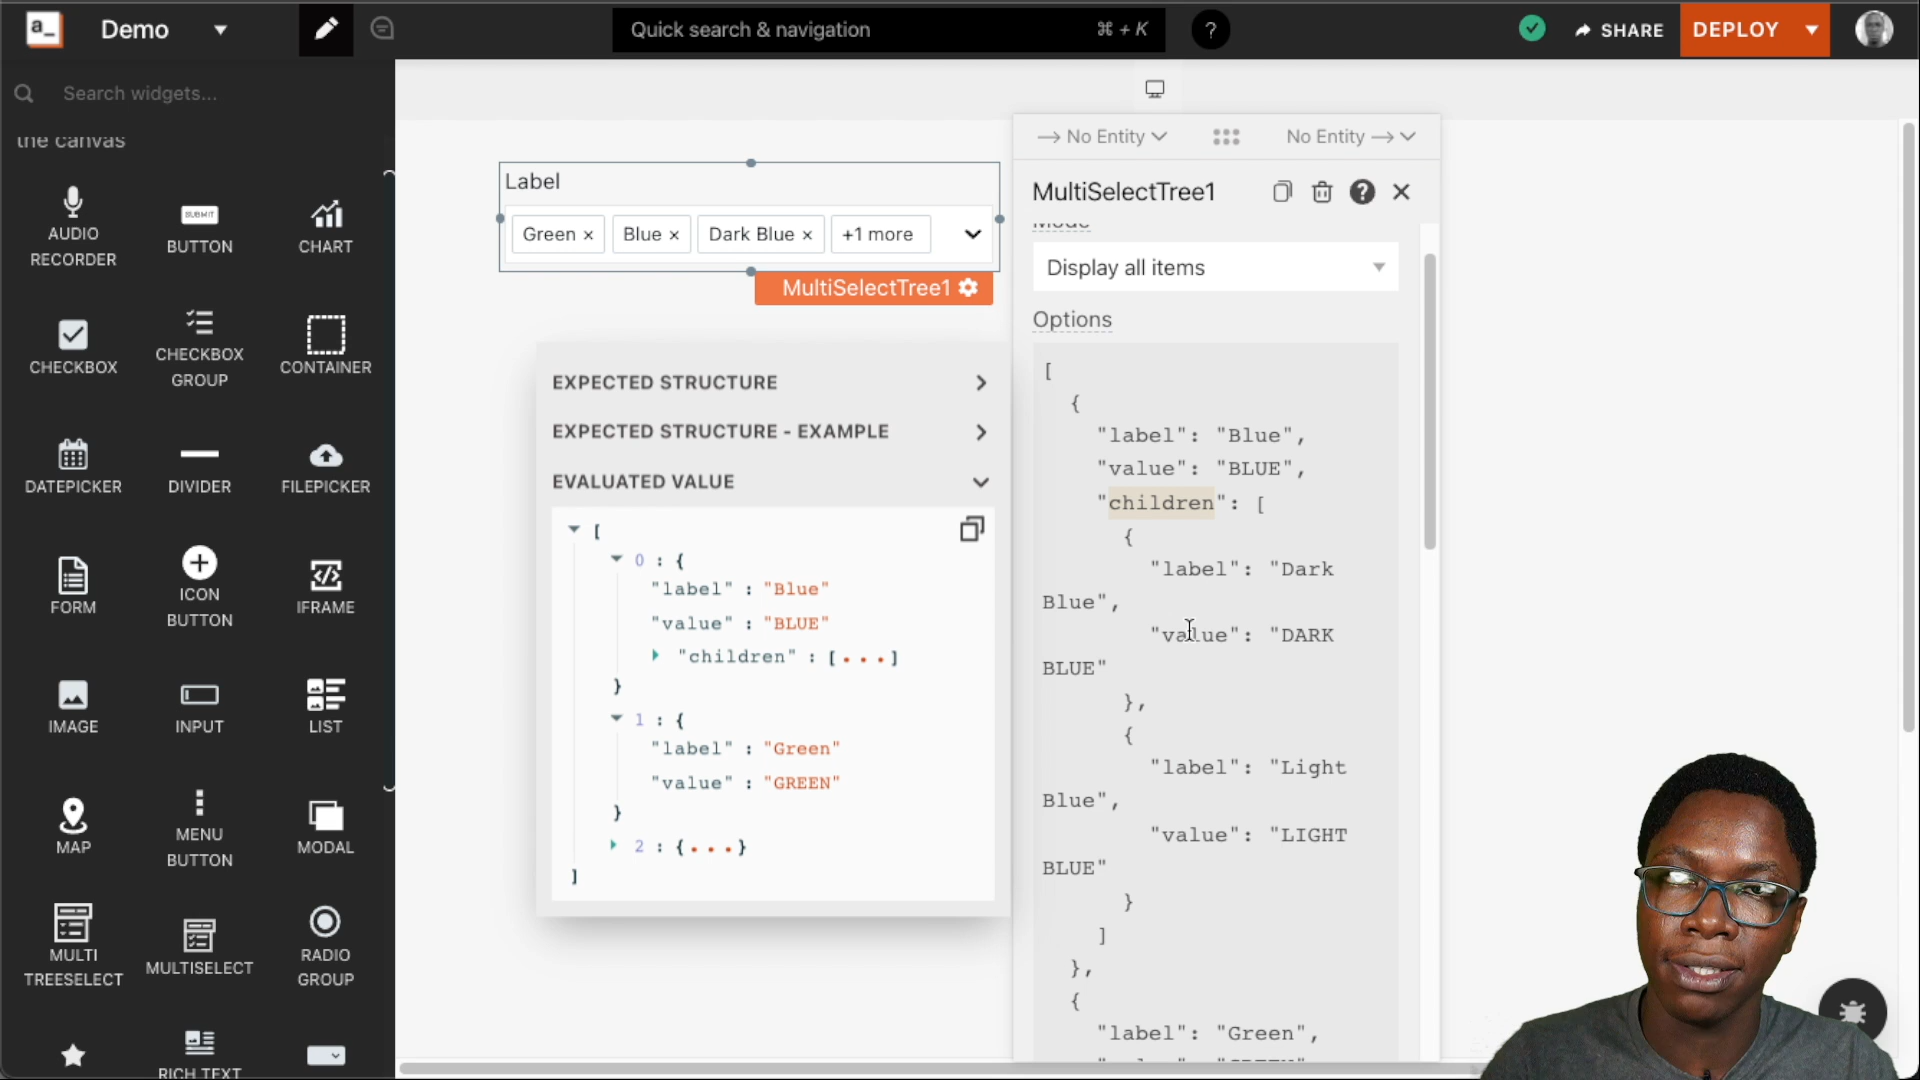 a_
Demo
Quick search & navigation
⌘ + K
?
SHARE
DEPLOY
Search widgets...
the canvas
AUDIO
RECORDER
SUBMIT
BUTTON
CHART
CHECKBOX
CHECKBOX
GROUP
CONTAINER
DATEPICKER
DIVIDER
FILEPICKER
FORM
ICON
BUTTON
IFRAME
IMAGE
INPUT
LIST
MAP
MENU
BUTTON
MODAL
MULTI
TREESELECT
MULTISELECT
RADIO
GROUP
RICH TEXT
Label
Green ×
Blue ×
Dark Blue ×
+1 more
MultiSelectTree1
EXPECTED STRUCTURE
EXPECTED STRUCTURE - EXAMPLE
EVALUATED VALUE
[
0 : {
"label" : "Blue"
"value" : "BLUE"
"children" : [...]
}
1 : {
"label" : "Green"
"value" : "GREEN"
}
2 : {...}
]
→ No Entity
No Entity →
MultiSelectTree1
?
Mode
Display all items
Options
[
{
"label": "Blue",
"value": "BLUE",
"children": [
{
"label": "Dark
Blue",
"value": "DARK
BLUE"
},
{
"label": "Light
Blue",
"value": "LIGHT
BLUE"
}
]
},
{
"label": "Green",